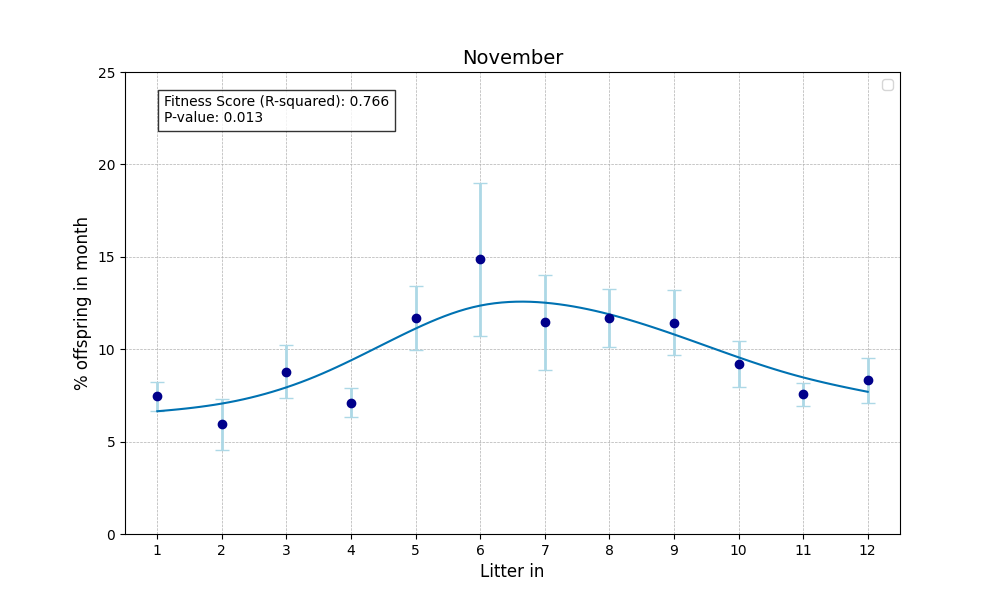 November
Fitness Score (R-squared): 0.766
P-value: 0.013
% offspring in month
25
20
15
10
5
0
1 2 3 4 5 6 7 8 9 10 11 12
Litter in